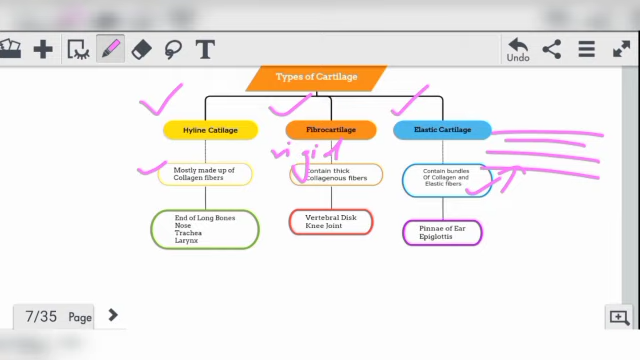 T
Undo
Types of Cartilage
Hyline Catilage
Fibrocartilage
Elastic Cartilage
rigid
Mostly made up of
Collagen fibers
Contain thick
Collagenous fibers
Contain bundles
Of Collagen and
Elastic fibers
End of Long Bones
Nose
Trachea
Larynx
Vertebral Disk
Knee Joint
Pinnae of Ear
Epiglottis
7/35 Page